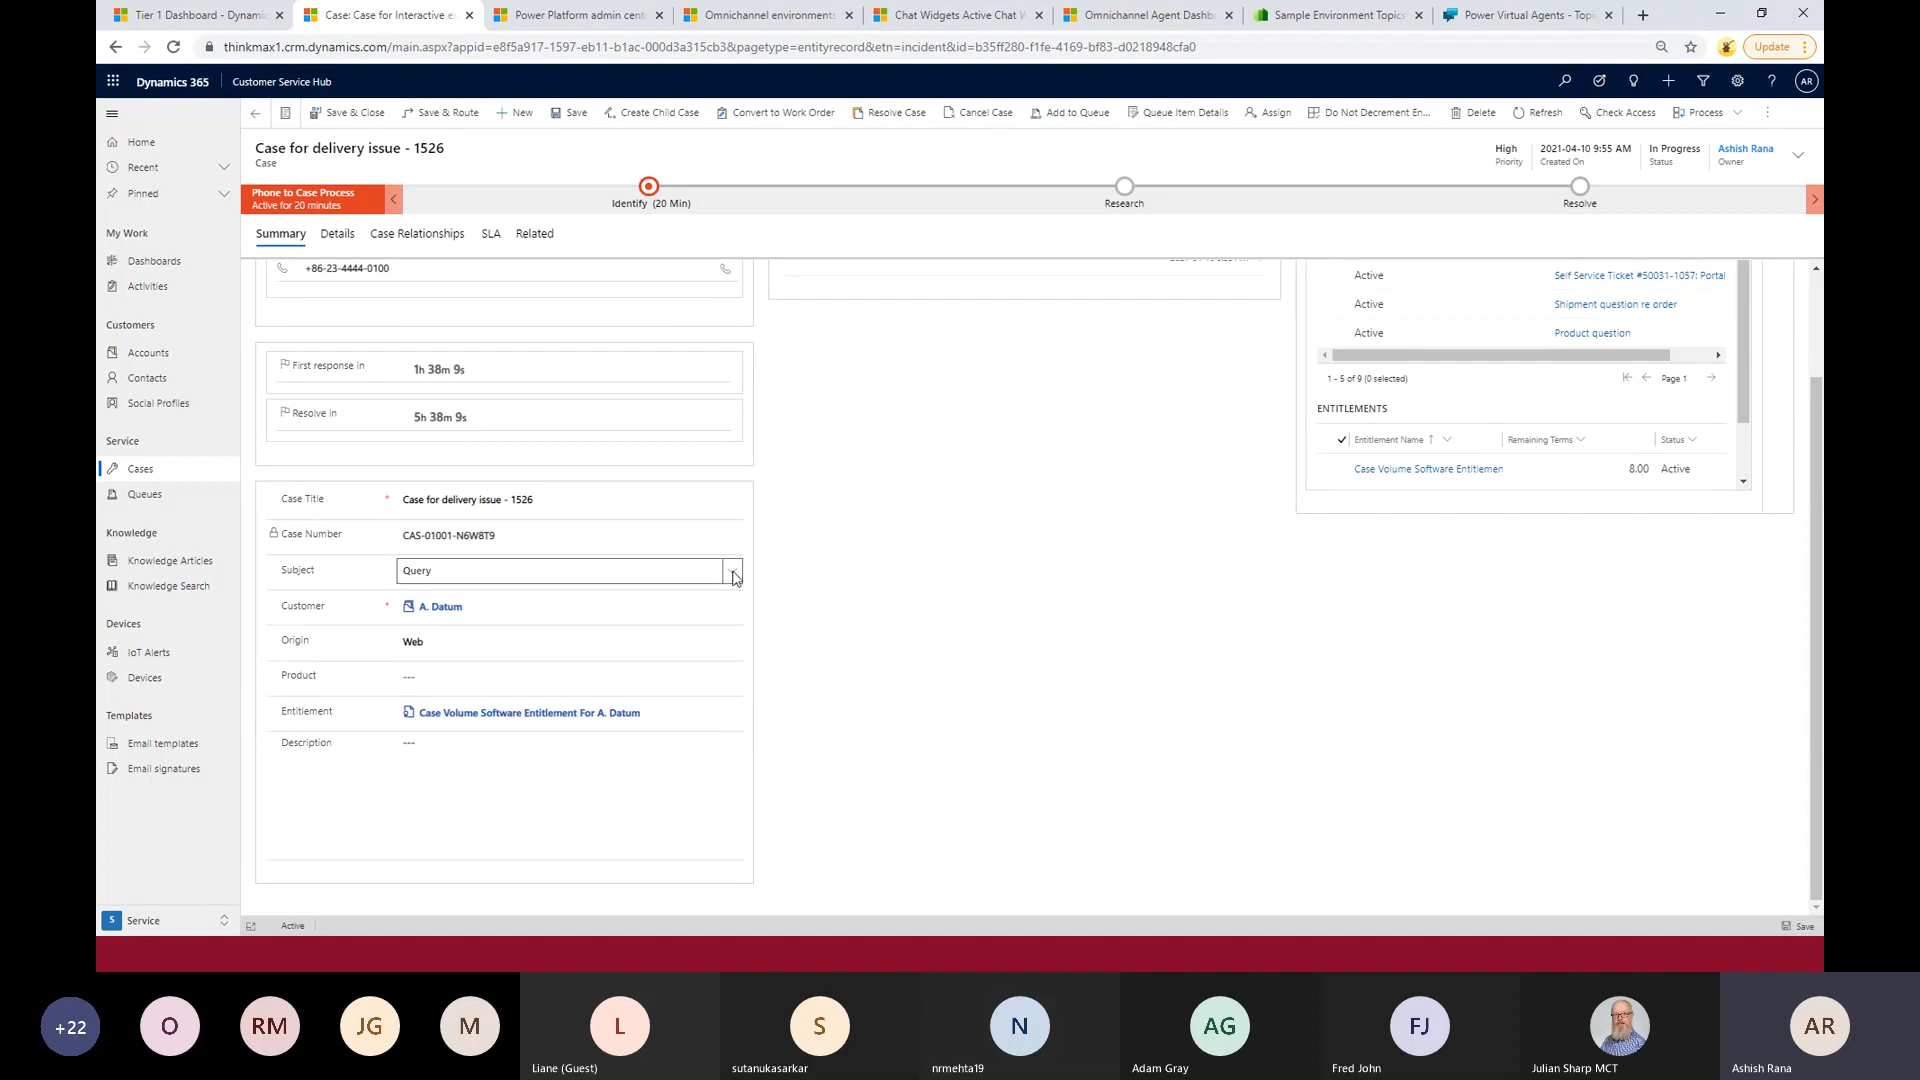 Tier 1 Dashboard - Dynamic
Case: Case for Interactive ex
Power Platform admin cent
Omnichannel environments
Chat Widgets Active Chat W
Omnichannel Agent Dashb
Sample Environment Topics
Power Virtual Agents - Topi
thinkmax1.crm.dynamics.com/main.aspx?appid=e8f5a917-1597-eb11-b1ac-000d3a315cb3&pagetype=entityrecord&etn=incident&id=b35ff280-f1fe-4169-bf83-d0218948cfa0
Update
Dynamics 365
Customer Service Hub
AR
Save & Close
Save & Route
New
Save
Create Child Case
Convert to Work Order
Resolve Case
Cancel Case
Add to Queue
Queue Item Details
Assign
Do Not Decrement En...
Delete
Refresh
Check Access
Process
Home
Recent
Pinned
My Work
Dashboards
Activities
Customers
Accounts
Contacts
Social Profiles
Service
Cases
Queues
Knowledge
Knowledge Articles
Knowledge Search
Devices
IoT Alerts
Devices
Templates
Email templates
Email signatures
S
Service
Case for delivery issue - 1526
Case
High
Priority
2021-04-10 9:55 AM
Created On
In Progress
Status
Ashish Rana
Owner
Phone to Case Process
Active for 20 minutes
Identify (20 Min)
Research
Resolve
Summary
Details
Case Relationships
SLA
Related
+86-23-4444-0100
First response in
1h 38m 9s
Resolve in
5h 38m 9s
Case Title
*
Case for delivery issue - 1526
Case Number
CAS-01001-N6W8T9
Subject
Query
Customer
*
A. Datum
Origin
Web
Product
---
Entitlement
Case Volume Software Entitlement For A. Datum
Description
---
Active
Self Service Ticket #50031-1057: Portal
Active
Shipment question re order
Active
Product question
1 - 5 of 9 (0 selected)
Page 1
ENTITLEMENTS
Entitlement Name
Remaining Terms
Status
Case Volume Software Entitlemen
8.00
Active
Active
Save
+22
O
RM
JG
M
L
Liane (Guest)
S
sutanukasarkar
N
nrmehta19
AG
Adam Gray
FJ
Fred John
Julian Sharp MCT
AR
Ashish Rana